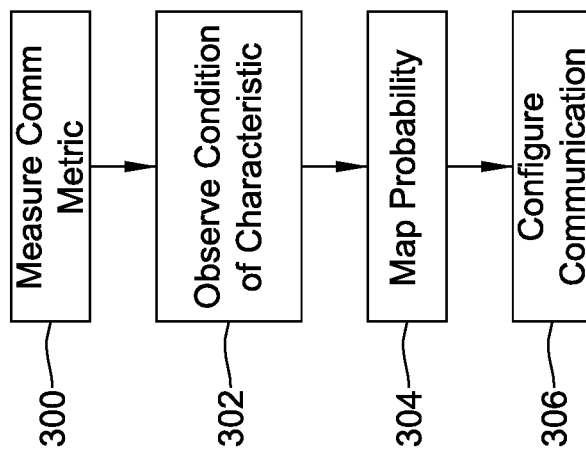 300
Measure Comm
Metric
302
Observe Condition
of Characteristic
304
Map Probability
306
Configure
Communication